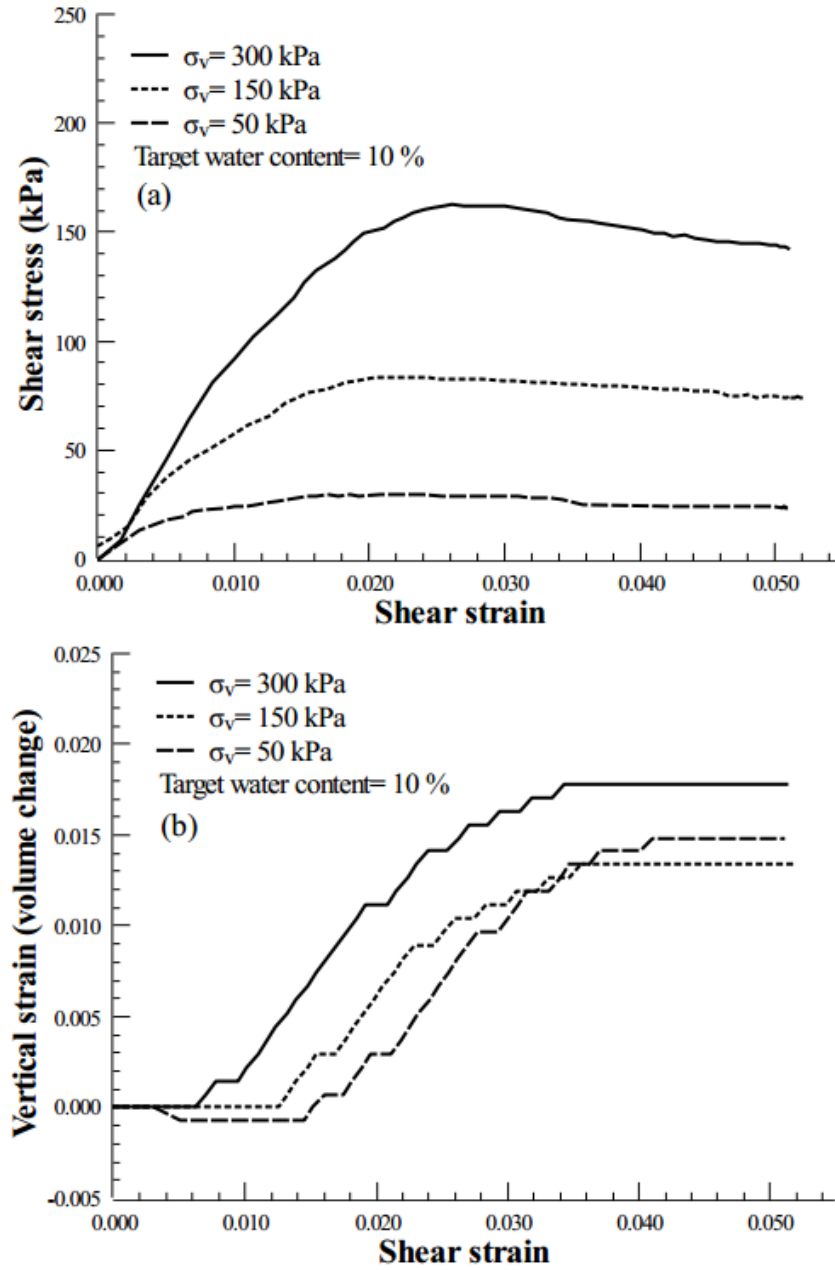 250
200
150
100
50
0
Shear stress (kPa)
σv= 300 kPa
σv= 150 kPa
σv= 50 kPa
Target water content= 10 %
(a)
0.000 0.010 0.020 0.030 0.040 0.050
Shear strain
0.025
0.020
0.015
0.010
0.005
0.000
-0.005
Vertical strain (volume change)
σv= 300 kPa
σv= 150 kPa
σv= 50 kPa
Target water content= 10 %
(b)
0.000 0.010 0.020 0.030 0.040 0.050
Shear strain